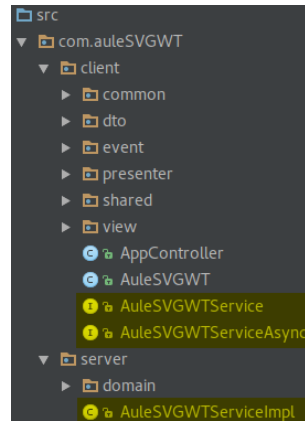 src
com.auleSVGWT
client
common
dto
event
presenter
shared
view
AppController
AuleSVGWT
AuleSVGWTService
AuleSVGWTServiceAsync
server
domain
AuleSVGWTServiceImpl